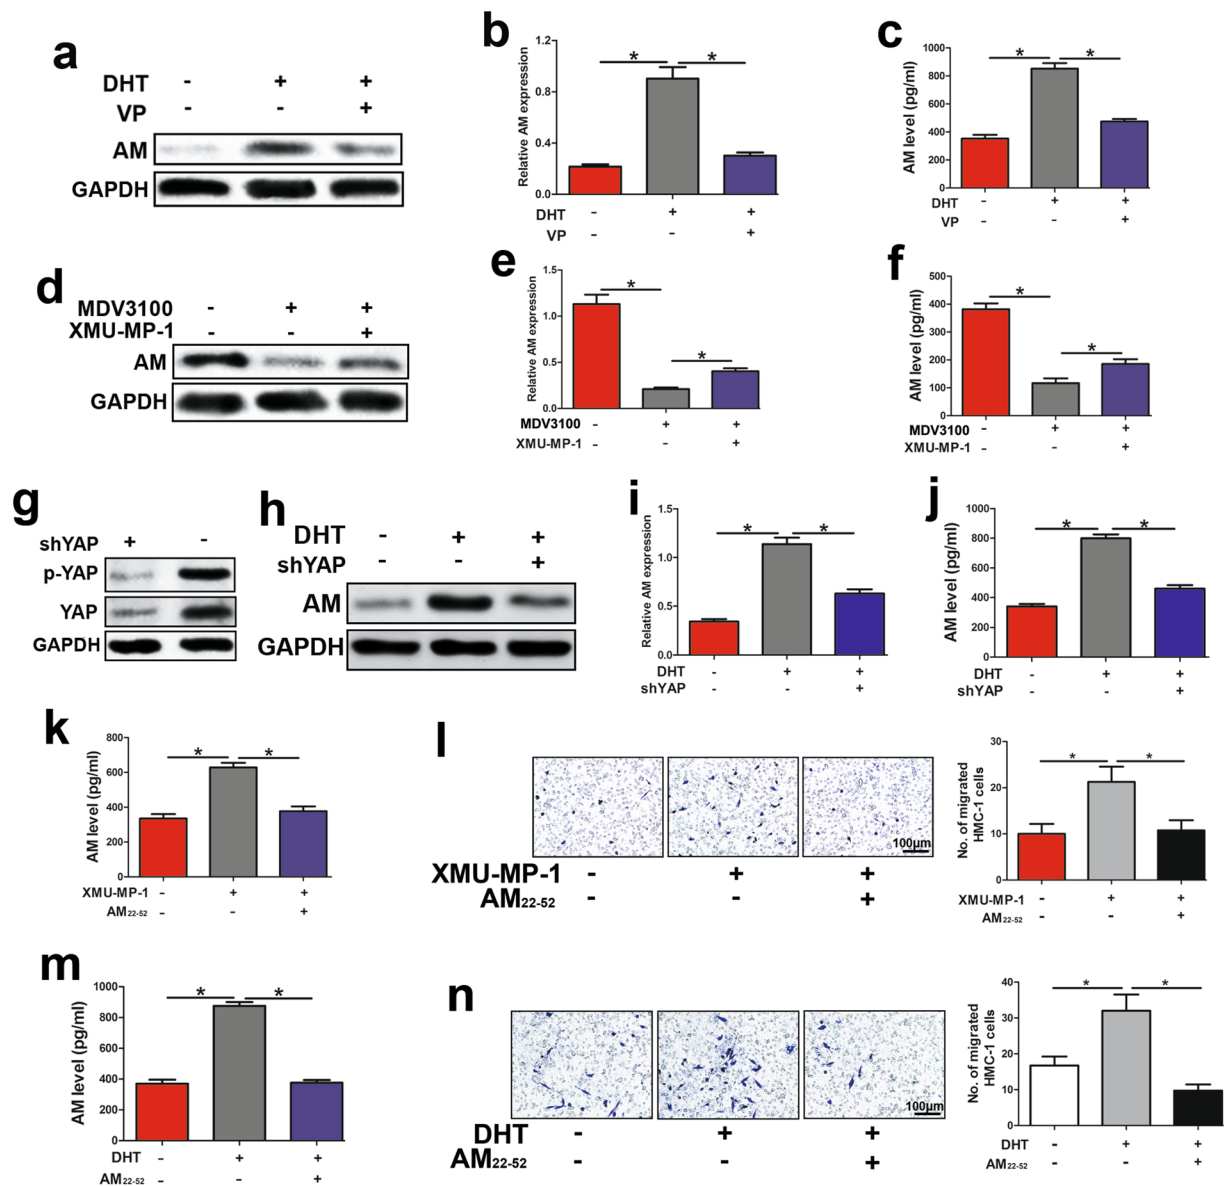 a
DHT - + +
VP - - +
AM
GAPDH
b
Relative AM expression
1.2
0.8
0.4
0.0
* *
DHT - + +
VP - - +
c
AM level (pg/ml)
1000
800
600
400
200
0
* *
DHT - + +
VP - - +
d
MDV3100 - + +
XMU-MP-1 - - +
AM
GAPDH
e
Relative AM expression
1.5
1.0
0.5
0.0
* *
MDV3100 - + +
XMU-MP-1 - - +
f
AM level (pg/ml)
500
400
300
200
100
0
* *
MDV3100 - + +
XMU-MP-1 - - +
g
shYAP + -
p-YAP
YAP
GAPDH
h
DHT - + +
shYAP - - +
AM
GAPDH
i
Relative AM expression
1.5
1.0
0.5
0.0
* *
DHT - + +
shYAP - - +
j
AM level (pg/ml)
1000
800
600
400
200
0
* *
DHT - + +
shYAP - - +
k
AM level (pg/ml)
800
600
400
200
0
* *
XMU-MP-1 - + +
AM22-52 - - +
l
100μm
XMU-MP-1 - + +
AM22-52 - - +
No. of migrated
HMC-1 cells
30
20
10
0
* *
XMU-MP-1 - + +
AM22-52 - - +
m
AM level (pg/ml)
1000
800
600
400
200
0
* *
DHT - + +
AM22-52 - - +
n
100μm
DHT - + +
AM22-52 - - +
No. of migrated
HMC-1 cells
40
30
20
10
0
* *
DHT - + +
AM22-52 - - +